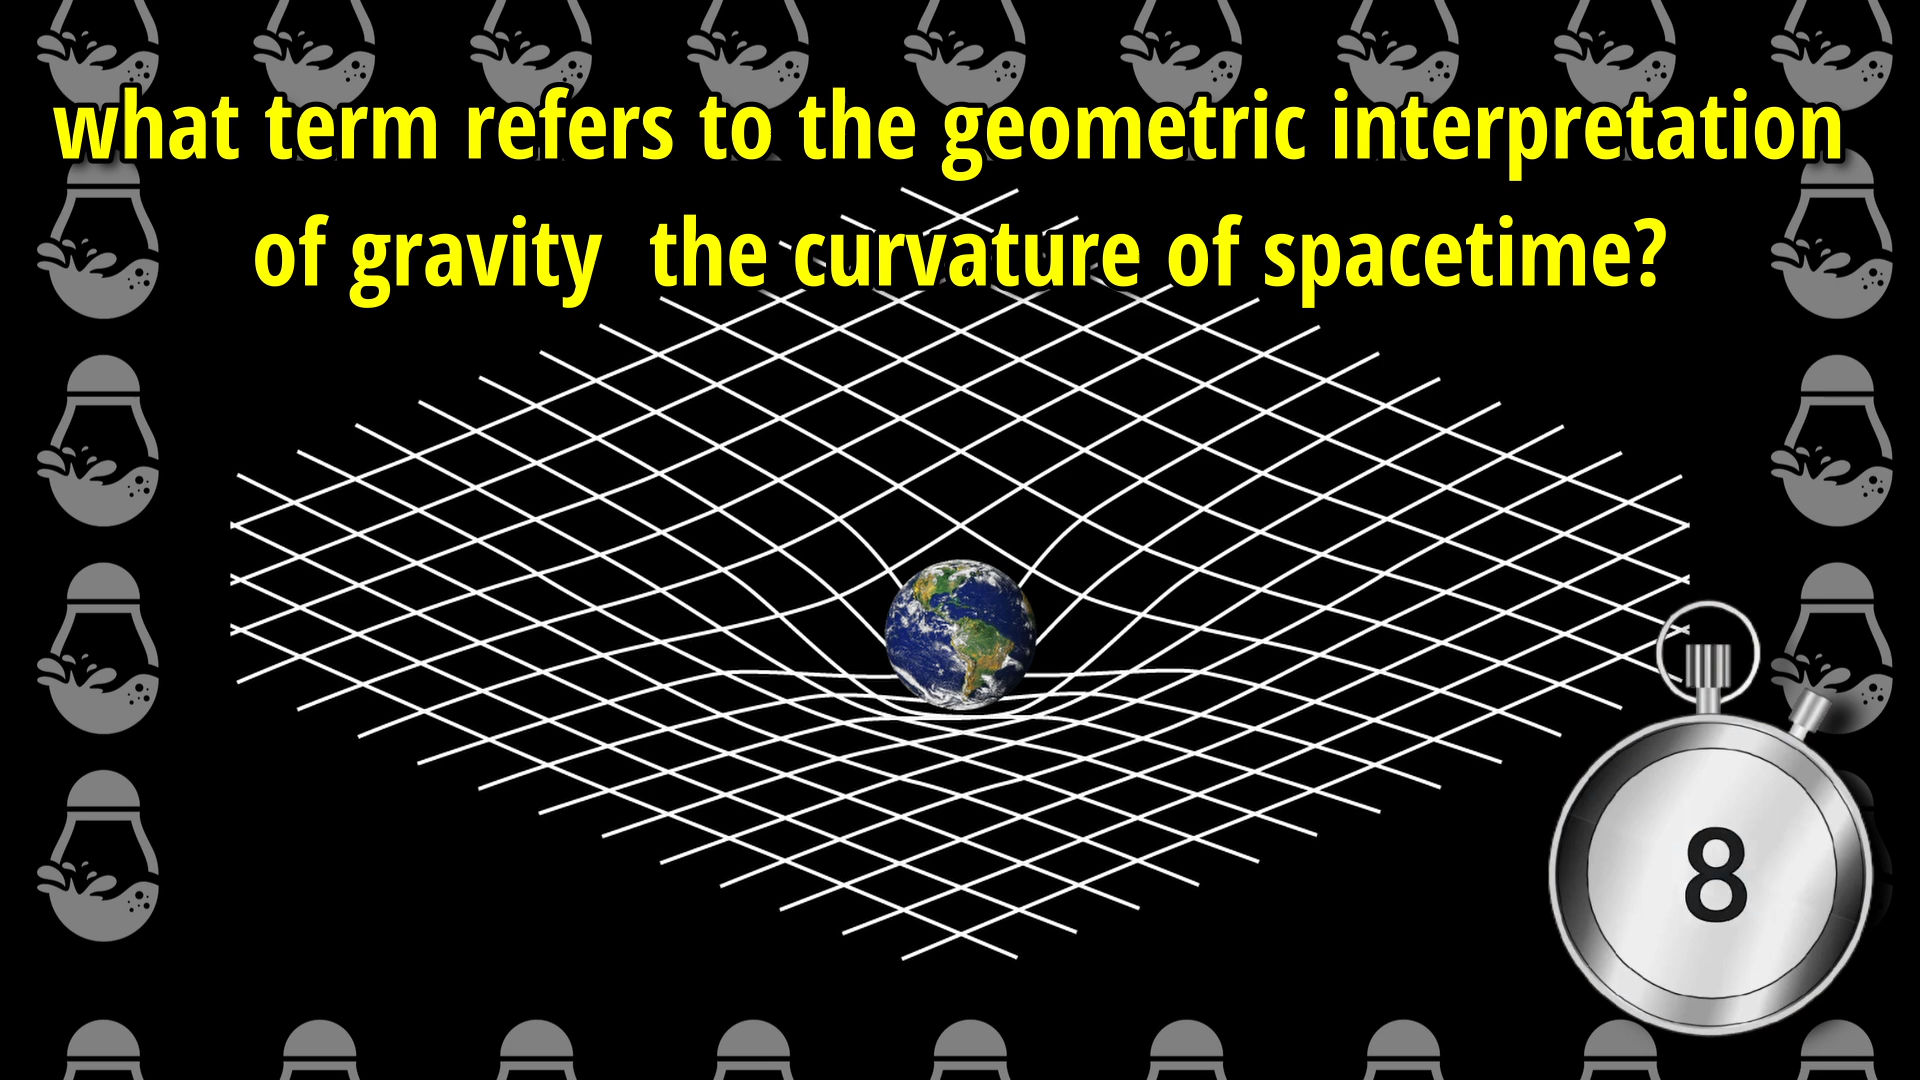 what term refers to the geometric interpretation
of gravity  the curvature of spacetime?
8